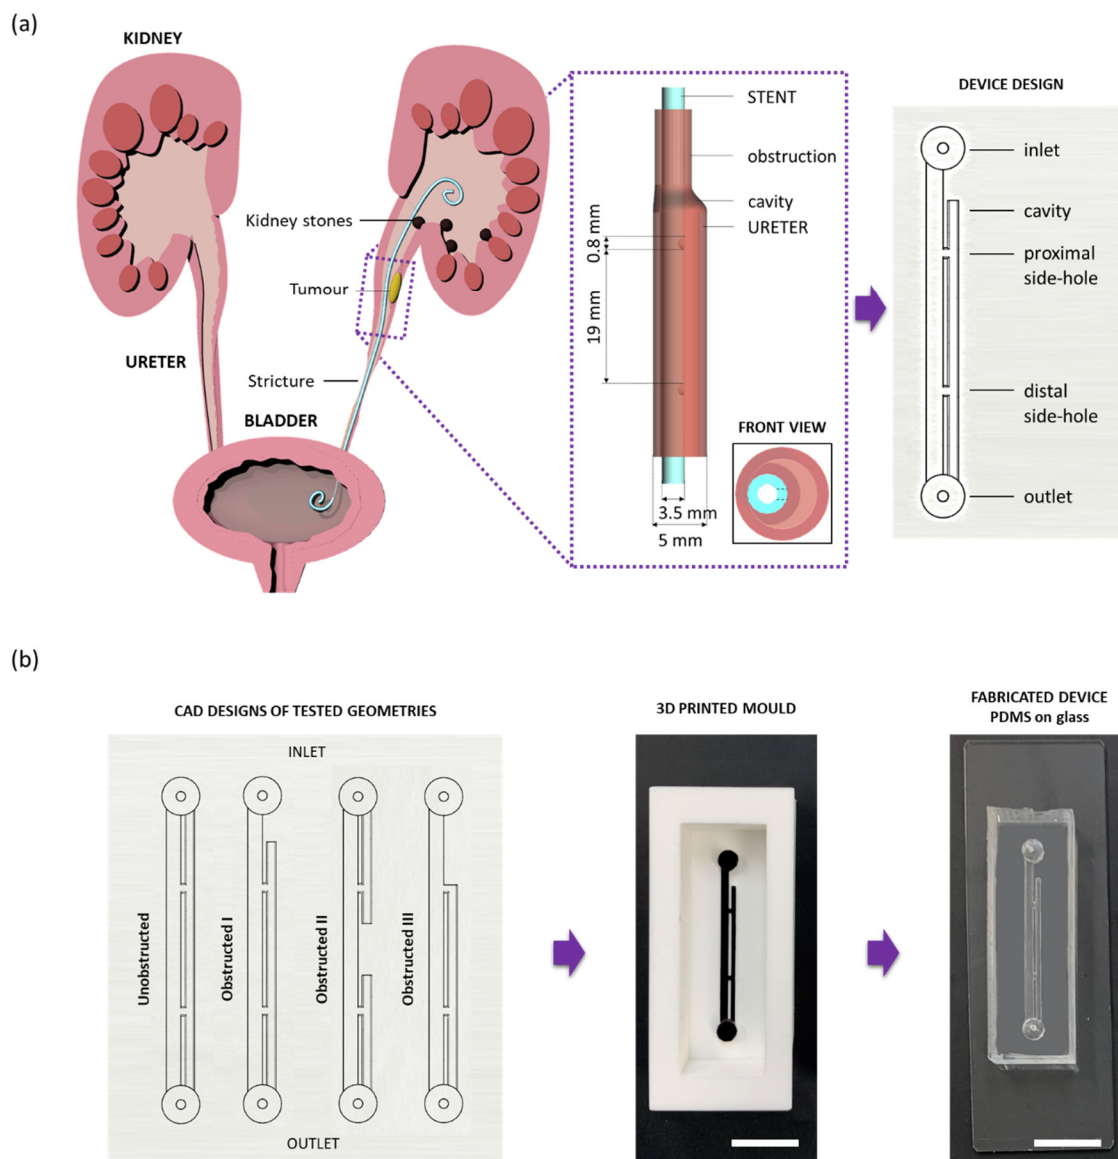 (a)
KIDNEY
Kidney stones
Tumour
URETER
Stricture
BLADDER
STENT
obstruction
cavity
URETER
0.8 mm
19 mm
3.5 mm
5 mm
FRONT VIEW
DEVICE DESIGN
inlet
cavity
proximal
side-hole
distal
side-hole
outlet
(b)
CAD DESIGNS OF TESTED GEOMETRIES
INLET
Unobstructed
Obstructed I
Obstructed II
Obstructed III
OUTLET
3D PRINTED MOULD
FABRICATED DEVICE
PDMS on glass